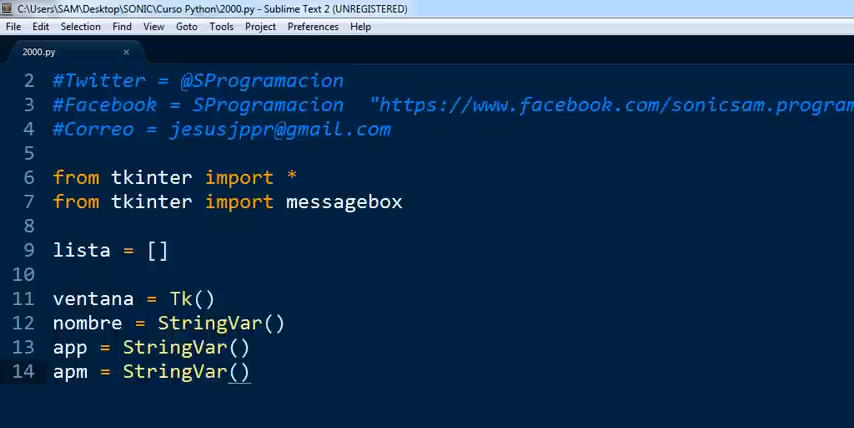 C:\Users\SAM\Desktop\SONIC\Curso Python\2000.py - Sublime Text 2 (UNREGISTERED)
File Edit Selection Find View Goto Tools Project Preferences Help
2000.py ×
2 #Twitter = @SProgramacion
3 #Facebook = SProgramacion "https://www.facebook.com/sonicsam.program
4 #Correo = jesusjppr@gmail.com
5
6 from tkinter import *
7 from tkinter import messagebox
8
9 lista = []
10
11 ventana = Tk()
12 nombre = StringVar()
13 app = StringVar()
14 apm = StringVar()